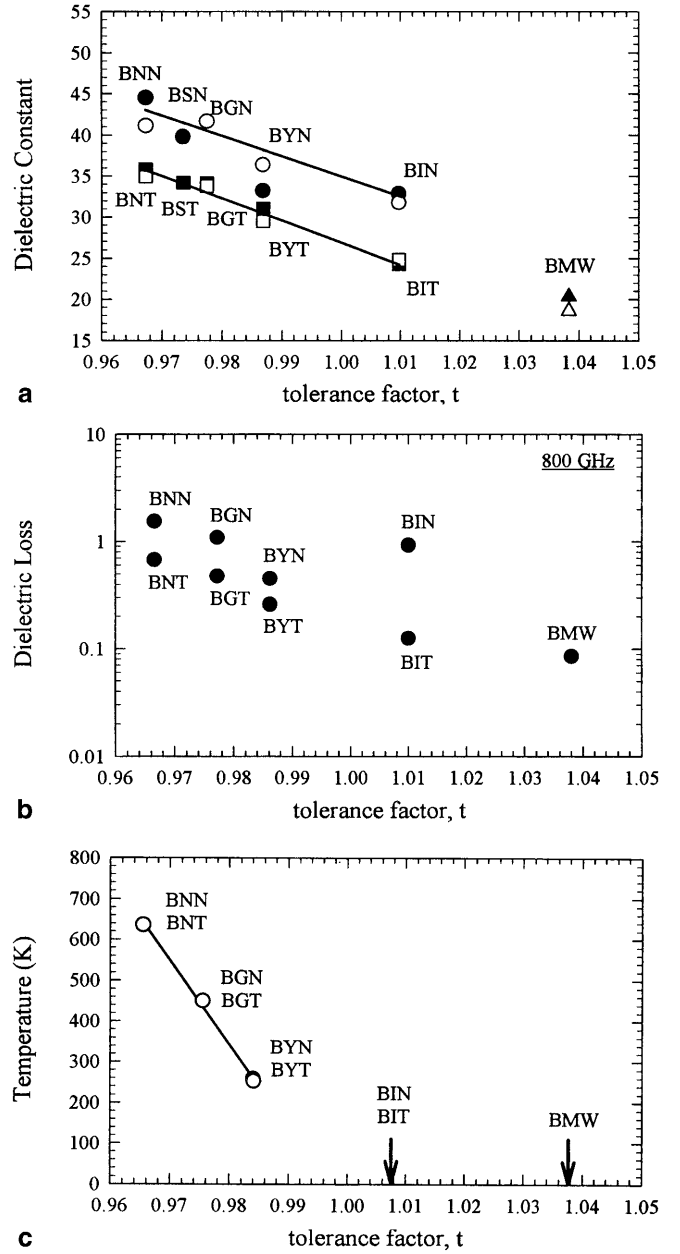 55
50
45
40
35
30
25
20
15
Dielectric Constant
BNN
BSN
BGN
BYN
BIN
BNT
BST
BGT
BYT
BIT
BMW
0.96 0.97 0.98 0.99 1.00 1.01 1.02 1.03 1.04 1.05
tolerance factor, t
a
10
1
0.1
0.01
Dielectric Loss
800 GHz
BNN
BGN
BYN
BIN
BNT
BGT
BYT
BIT
BMW
0.96 0.97 0.98 0.99 1.00 1.01 1.02 1.03 1.04 1.05
tolerance factor, t
b
800
700
600
500
400
300
200
100
0
Temperature (K)
BNN
BNT
BGN
BGT
BYN
BYT
BIN
BIT
BMW
0.96 0.97 0.98 0.99 1.00 1.01 1.02 1.03 1.04 1.05
tolerance factor, t
c